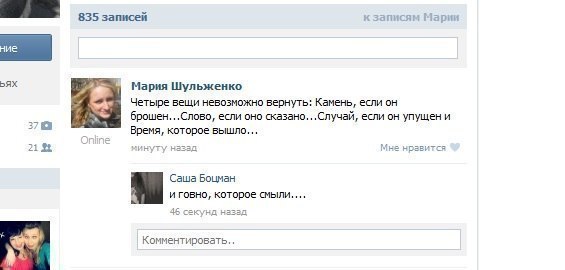 835 записей
к записям Марии
ние
ьях
Мария Шульженко
Четыре вещи невозможно вернуть: Камень, если он
брошен...Слово, если оно сказано...Случай, если он упущен и
Время, которое вышло...
37
Online
21
минуту назад
Мне нравится
Саша Боцман
и говно, которое смыли....
46 секунд назад
Комментировать..